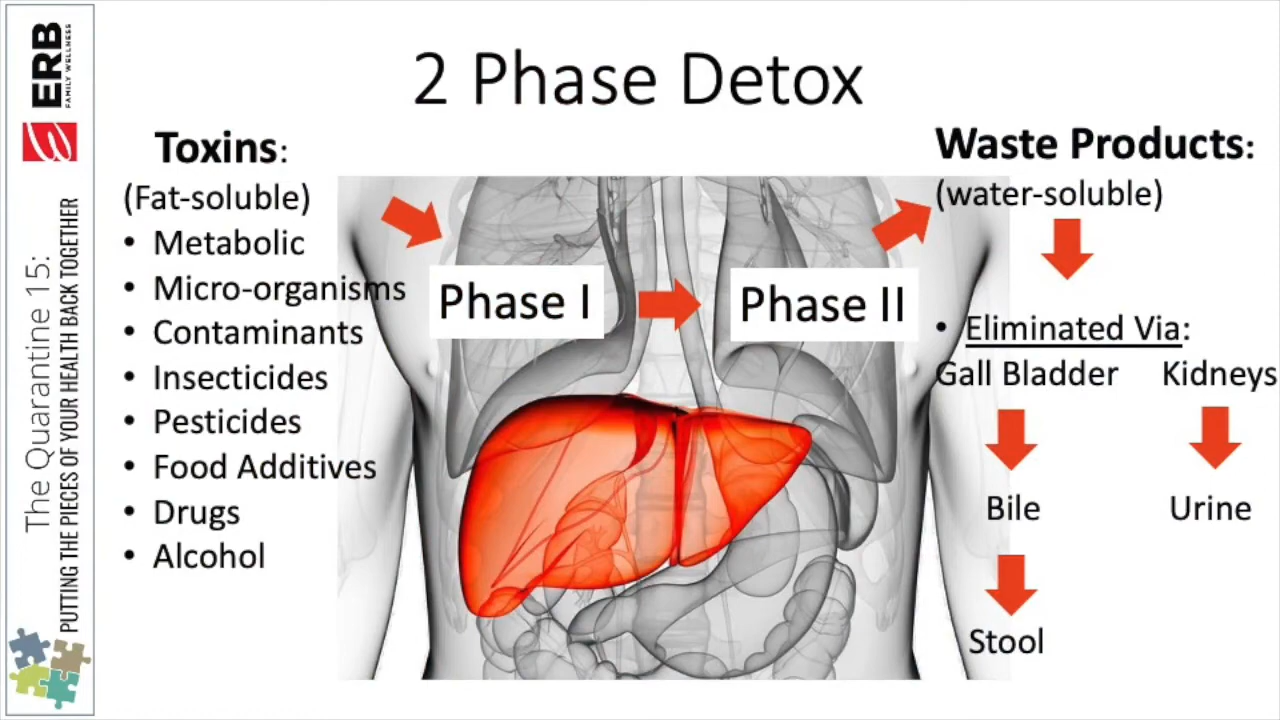 ERB
FAMILY WELLNESS
The Quarantine 15:
PUTTING THE PIECES OF YOUR HEALTH BACK TOGETHER
2 Phase Detox
Toxins:
(Fat-soluble)
• Metabolic
• Micro-organisms
• Contaminants
• Insecticides
• Pesticides
• Food Additives
• Drugs
• Alcohol
Phase I
Phase II
Waste Products:
(water-soluble)
• Eliminated Via:
Gall Bladder Kidneys
Bile Urine
Stool